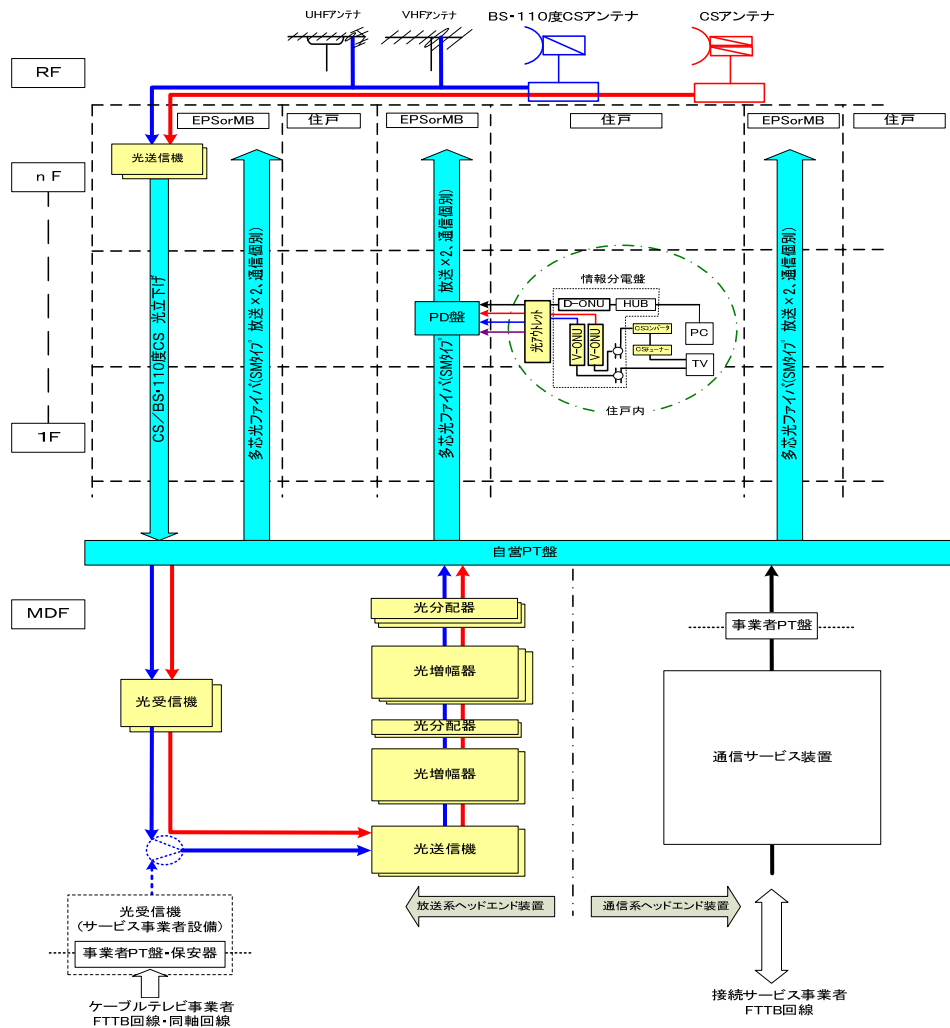 UHFアンテナ
VHFアンテナ
BS・110度CSアンテナ
CSアンテナ
RF
EPSorMB
住戸
EPSorMB
住戸
EPSorMB
住戸
光送信機
n F
CS/BS・110度CS 光立下げ
多芯光ファイバ(SMタイプ 放送×2、通信個別)
多芯光ファイバ(SMタイプ 放送×2、通信個別)
多芯光ファイバ(SMタイプ 放送×2、通信個別)
情報分電盤
PD盤
光アウトレット
D-ONU
HUB
V-ONU
V-ONU
CSコンバータ
CSチューナー
PC
TV
住戸内
1F
自営PT盤
MDF
光分配器
事業者PT盤
光増幅器
光受信機
光分配器
通信サービス装置
光増幅器
光送信機
放送系ヘッドエンド装置
通信系ヘッドエンド装置
光受信機
(サービス事業者設備)
事業者PT盤・保安器
ケーブルテレビ事業者
FTTB回線・同軸回線
接続サービス事業者
FTTB回線